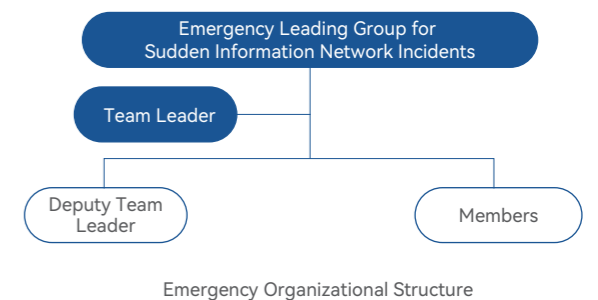 Emergency Leading Group for
Sudden Information Network Incidents
Team Leader
Deputy Team
Leader
Members
Emergency Organizational Structure